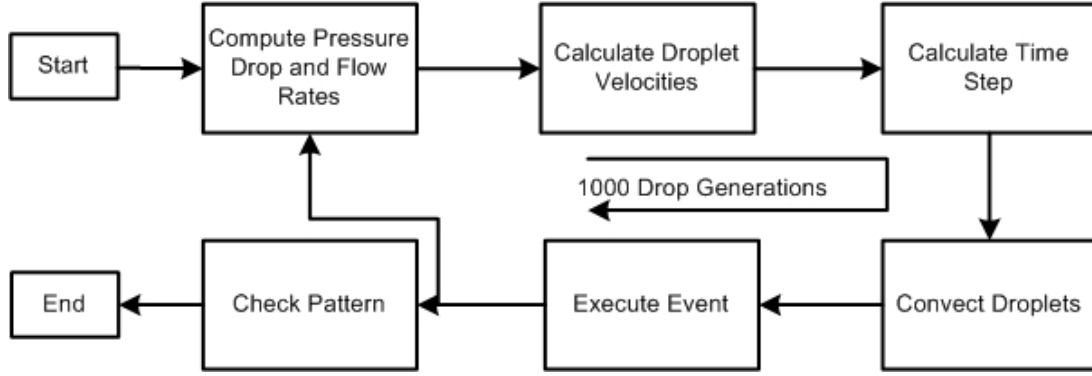 Start
Compute Pressure
Drop and Flow
Rates
Calculate Droplet
Velocities
Calculate Time
Step
1000 Drop Generations
End
Check Pattern
Execute Event
Convect Droplets